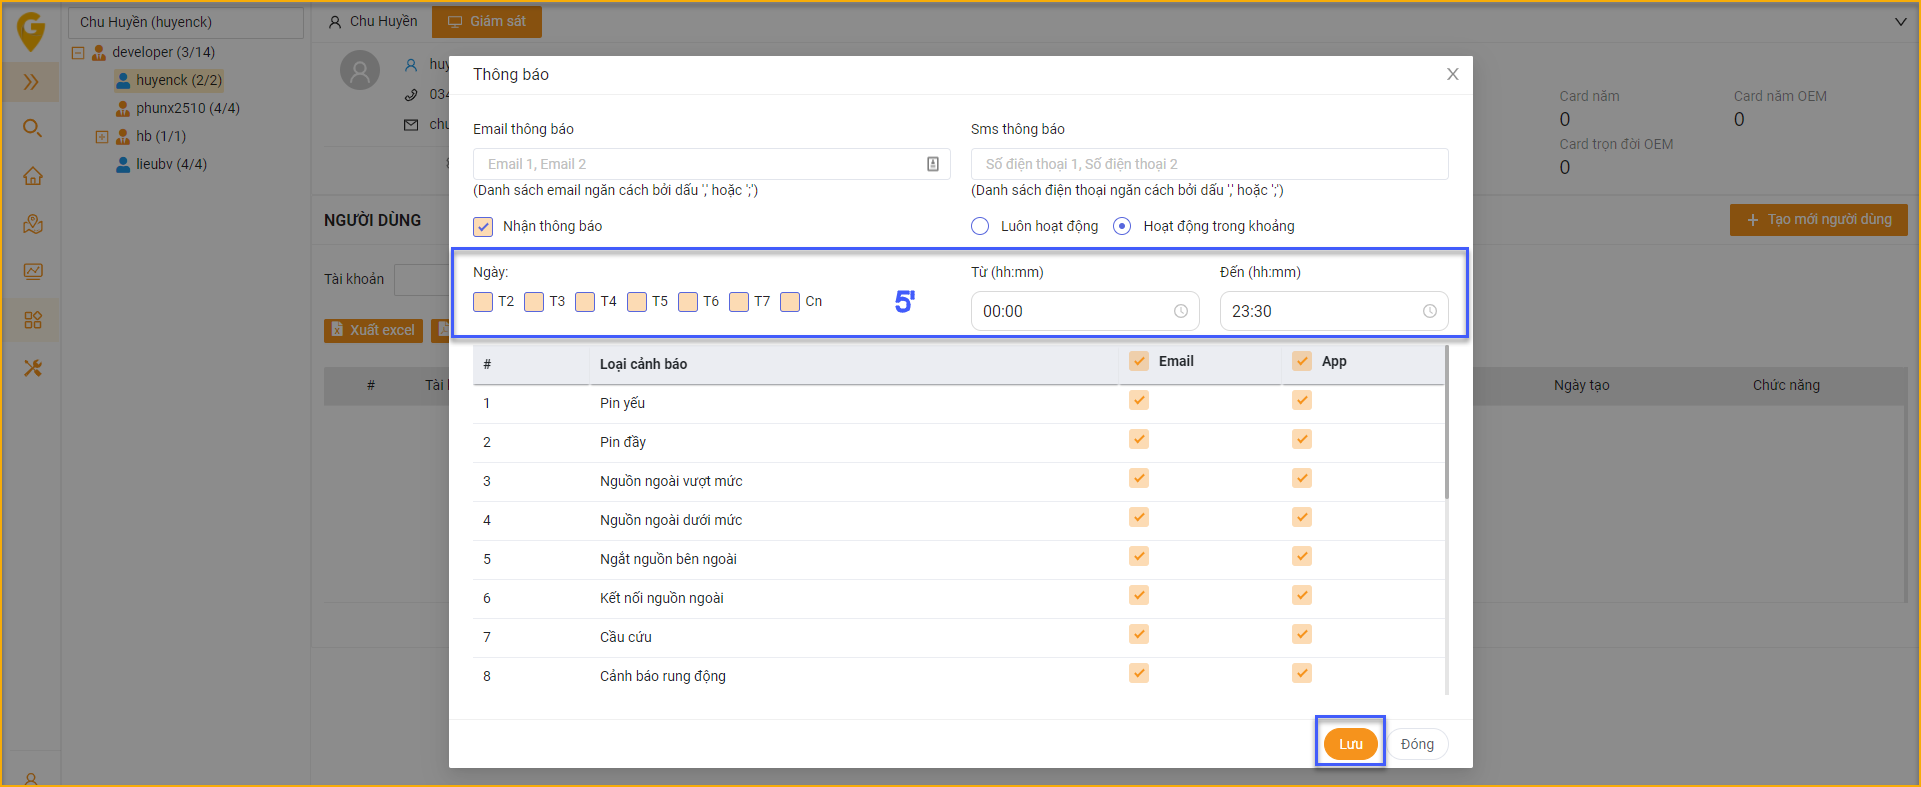 Chu Huyền (huyenck)
developer (3/14)
huyenck (2/2)
phunx2510 (4/4)
hb (1/1)
lieubv (4/4)
Chu Huyền
Giám sát
huy
034
chu
Card năm
0
Card năm OEM
0
Card trọn đời OEM
0
NGƯỜI DÙNG
Tạo mới người dùng
Tài khoản
Xuất excel
#
Tài
Ngày tạo
Chức năng
Thông báo
Email thông báo
Email 1, Email 2
(Danh sách email ngăn cách bởi dấu ',' hoặc ';')
Sms thông báo
Số điện thoại 1, Số điện thoại 2
(Danh sách điện thoại ngăn cách bởi dấu ',' hoặc ';')
Nhận thông báo
Luôn hoạt động
Hoạt động trong khoảng
Ngày:
T2 T3 T4 T5 T6 T7 Cn
5'
Từ (hh:mm)
00:00
Đến (hh:mm)
23:30
# Loại cảnh báo Email App
1 Pin yếu
2 Pin đầy
3 Nguồn ngoài vượt mức
4 Nguồn ngoài dưới mức
5 Ngắt nguồn bên ngoài
6 Kết nối nguồn ngoài
7 Cầu cứu
8 Cảnh báo rung động
Lưu
Đóng